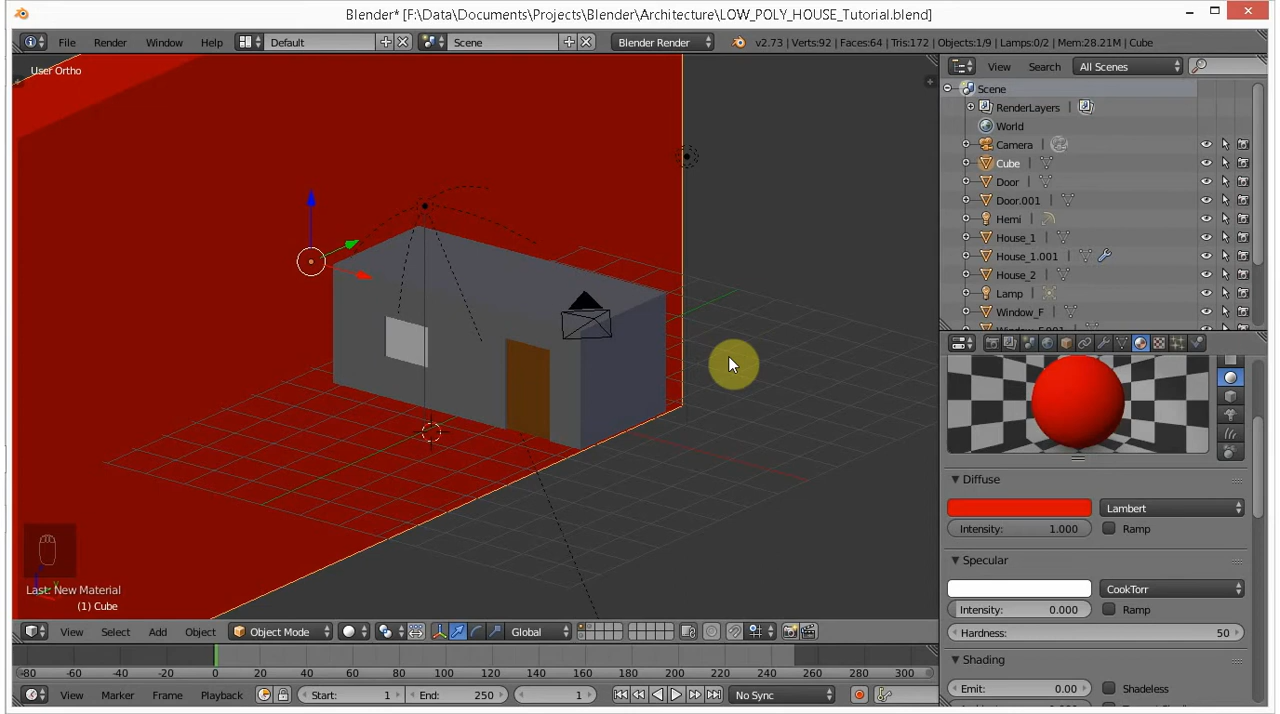 Blender* [F:\Data\Documents\Projects\Blender\Architecture\LOW_POLY_HOUSE_Tutorial.blend]
File Render Window Help Default Scene Blender Render v2.73 | Verts:92 | Faces:64 | Tris:172 | Objects:1/9 | Lamps:0/2 | Mem:28.21M | Cube
User Ortho
View Search All Scenes
Scene
RenderLayers
World
Camera
Cube
Door
Door.001
Hemi
House_1
House_1.001
House_2
Lamp
Window_F
Window_F.001
Diffuse
Lambert
Intensity: 1.000 Ramp
Specular
CookTorr
Intensity: 0.000 Ramp
Hardness: 50
Shading
Emit: 0.00 Shadeless
Last: New Material
(1) Cube
View Select Add Object Object Mode Global
-80 -60 -40 -20 0 20 40 60 80 100 120 140 160 180 200 220 240 260 280 300
View Marker Frame Playback Start: 1 End: 250 1 No Sync